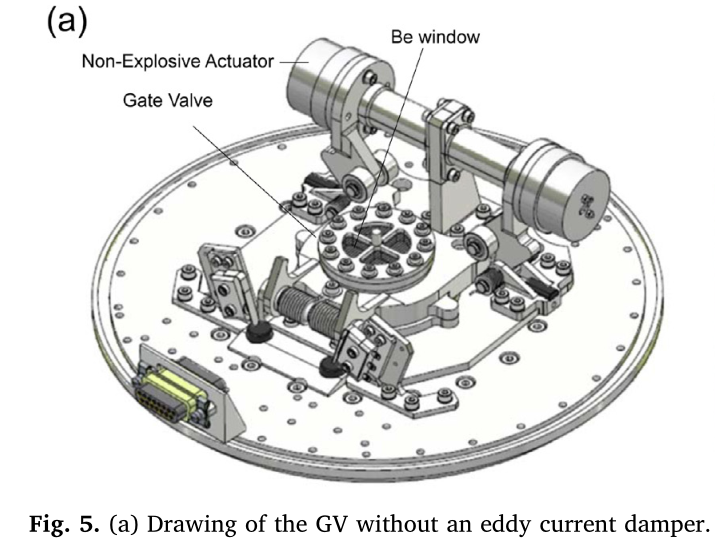 (a)
Be window
Non-Explosive Actuator
Gate Valve
Fig. 5. (a) Drawing of the GV without an eddy current damper.